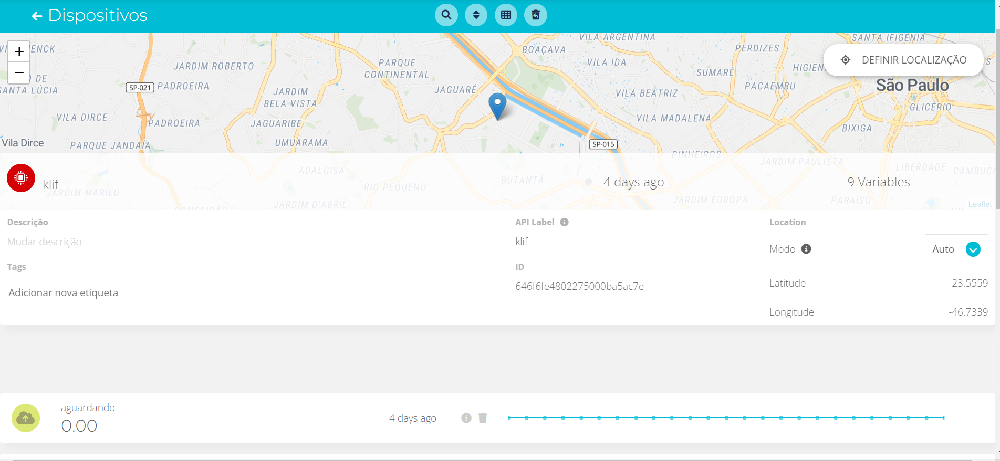 Dispositivos
VILA ARGENTINA
SANTA IFIGÊNIA
ENCK
BOAÇAVA
PERDIZES
DEFINIR LOCALIZAÇÃO
JARDIM ROBERTO
PARQUE
CONTINENTAL
VILA IDA
SUMARÉ
HIGIEN
DE
SANTA LÚCIA
SP-021
PADROEIRA
JARDIM
BELA VISTA
JAGUARÉ
VILA BEATRIZ
PACAEMBU
São Paulo
VILA DIRCE
PADROEIRA
JAGUARIBE
VILA MADALENA
GLICÉRIO
BIXIGA
Vila Dirce
PARQUE JANDAÍA
UMUARAMA
SP-015
PINHEIROS
JARDIM PAULISTA
LIBERDADE
CAMBUCI
ADALGISA
klif
JARDIM MARILÚ
RIO PEQUENO
BUTANTÃ
4 days ago
9 Variables
JARDIM D'ABRIL
JARDIM EUROPA
PARAÍSO
CONCEIÇÃO
Leaflet
Descrição
Mudar descrição
Tags
Adicionar nova etiqueta
API Label
klif
ID
646f6fe4802275000ba5ac7e
Location
Modo
Auto
Latitude
-23.5559
Longitude
-46.7339
aguardando
0.00
4 days ago